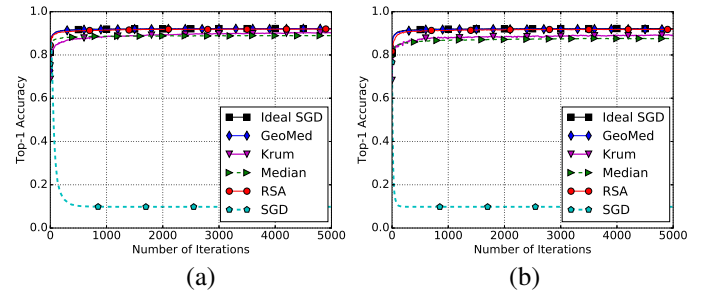 1.0
0.8
0.6
0.4
0.2
0.0
Top-1 Accuracy
0 1000 2000 3000 4000 5000
Number of Iterations
Ideal SGD
GeoMed
Krum
Median
RSA
SGD
(a)
1.0
0.8
0.6
0.4
0.2
0.0
Top-1 Accuracy
0 1000 2000 3000 4000 5000
Number of Iterations
Ideal SGD
GeoMed
Krum
Median
RSA
SGD
(b)